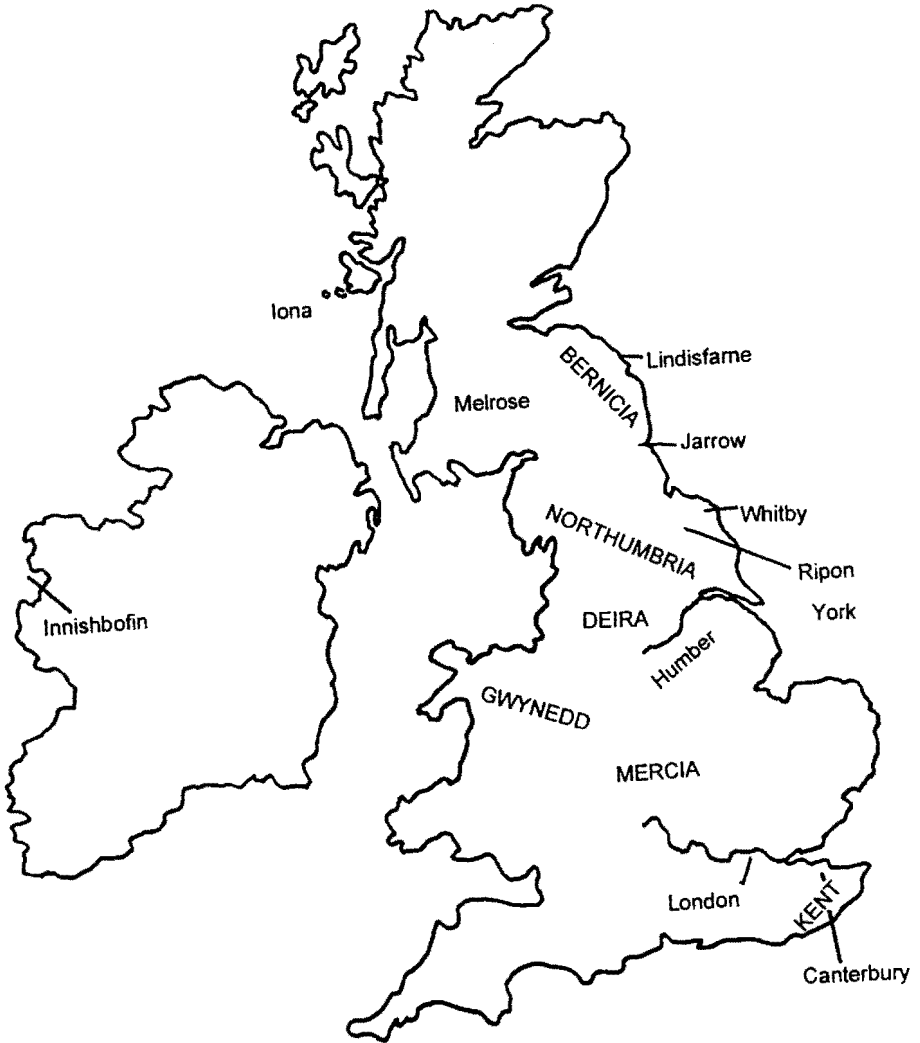 Iona
Lindisfarne
BERNICIA
Melrose
Jarrow
Whitby
NORTHUMBRIA
Ripon
York
Innishbofin
DEIRA
Humber
GWYNEDD
MERCIA
London
KENT
Canterbury